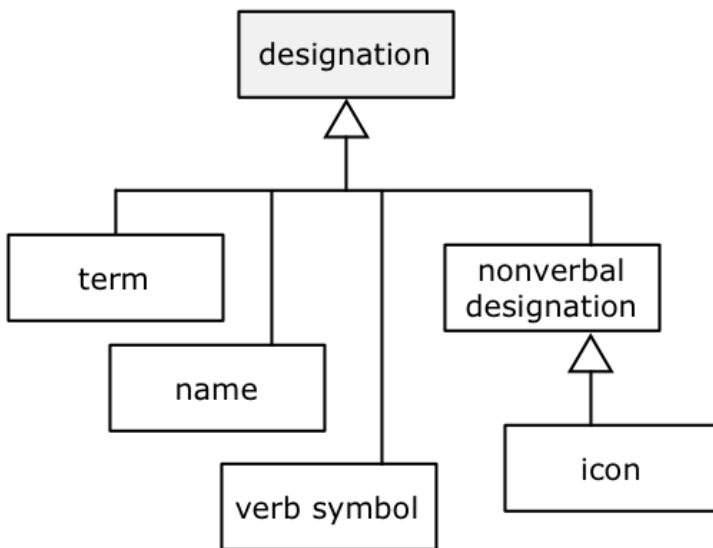 designation
term
nonverbal
designation
name
icon
verb symbol